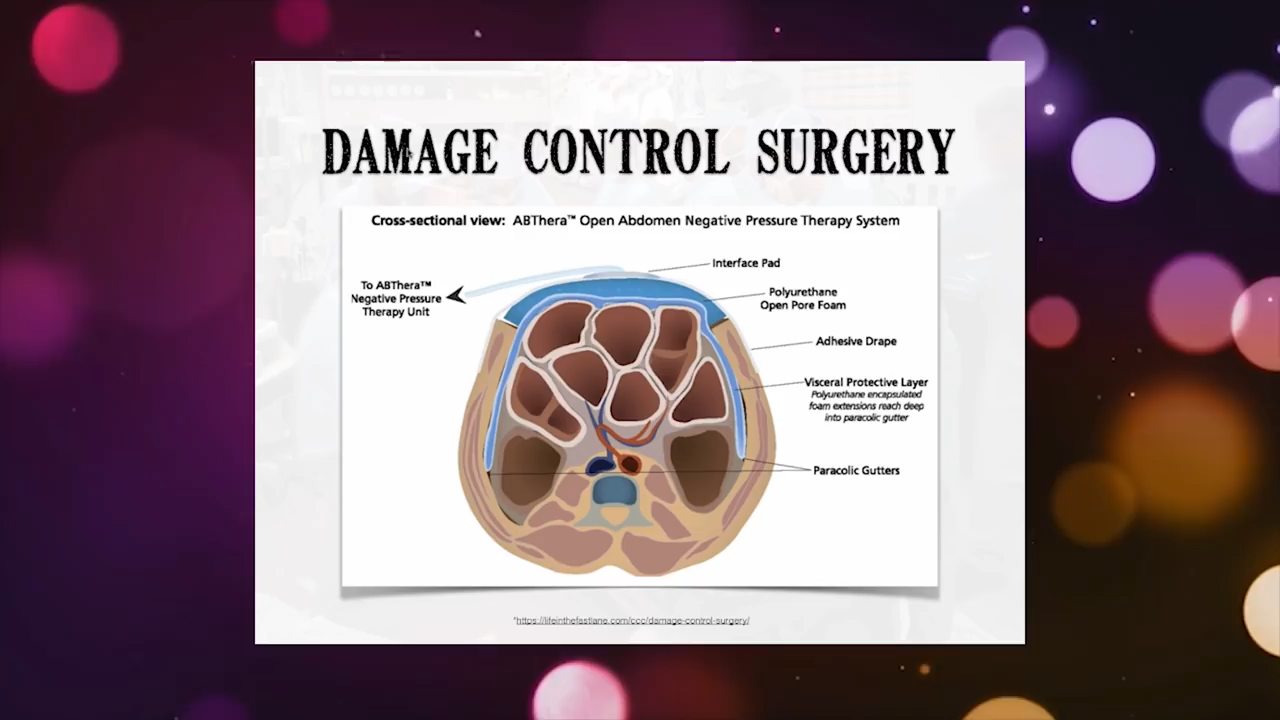 DAMAGE CONTROL SURGERY
Cross-sectional view: ABThera™ Open Abdomen Negative Pressure Therapy System
Interface Pad
To ABThera™
Negative Pressure
Therapy Unit
Polyurethane
Open Pore Foam
Adhesive Drape
Visceral Protective Layer
Polyurethane encapsulated
foam extensions reach deep
into paracolic gutter
Paracolic Gutters
*https://lifeinthefastlane.com/ccc/damage-control-surgery/